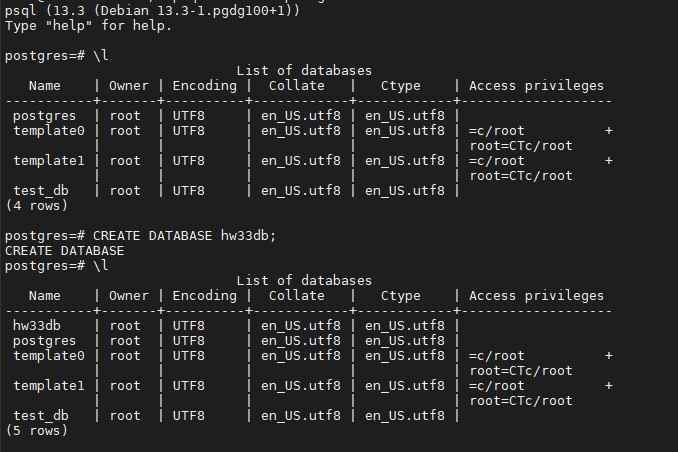 psql (13.3 (Debian 13.3-1.pgdg100+1))
Type "help" for help.

postgres=# \l
                             List of databases
   Name    | Owner | Encoding |  Collate   |   Ctype    | Access privileges
-----------+-------+----------+------------+------------+-------------------
 postgres  | root  | UTF8     | en_US.utf8 | en_US.utf8 |
 template0 | root  | UTF8     | en_US.utf8 | en_US.utf8 | =c/root          +
           |       |          |            |            | root=CTc/root
 template1 | root  | UTF8     | en_US.utf8 | en_US.utf8 | =c/root          +
           |       |          |            |            | root=CTc/root
 test_db   | root  | UTF8     | en_US.utf8 | en_US.utf8 |
(4 rows)

postgres=# CREATE DATABASE hw33db;
CREATE DATABASE
postgres=# \l
                             List of databases
   Name    | Owner | Encoding |  Collate   |   Ctype    | Access privileges
-----------+-------+----------+------------+------------+-------------------
 hw33db    | root  | UTF8     | en_US.utf8 | en_US.utf8 |
 postgres  | root  | UTF8     | en_US.utf8 | en_US.utf8 |
 template0 | root  | UTF8     | en_US.utf8 | en_US.utf8 | =c/root          +
           |       |          |            |            | root=CTc/root
 template1 | root  | UTF8     | en_US.utf8 | en_US.utf8 | =c/root          +
           |       |          |            |            | root=CTc/root
 test_db   | root  | UTF8     | en_US.utf8 | en_US.utf8 |
(5 rows)